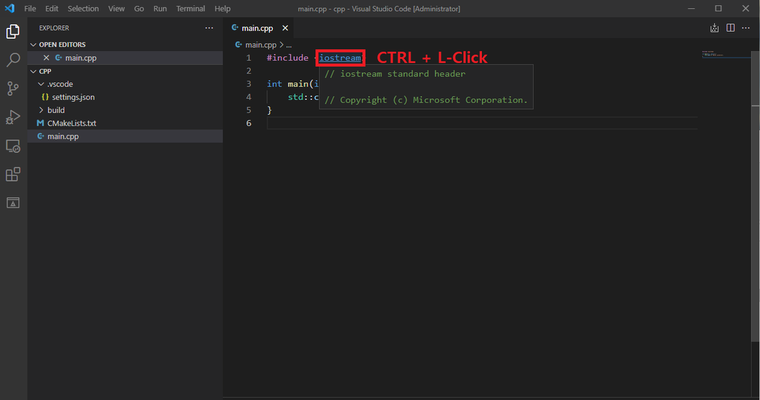 File Edit Selection View Go Run Terminal Help
main.cpp - cpp - Visual Studio Code [Administrator]
EXPLORER
OPEN EDITORS
main.cpp
CPP
.vscode
{} settings.json
build
CMakeLists.txt
main.cpp
main.cpp
main.cpp > ...
1 #include <iostream CTRL + L-Click
// iostream standard header
// Copyright (c) Microsoft Corporation.
2
3 int main(i
4 std::c
5 }
6